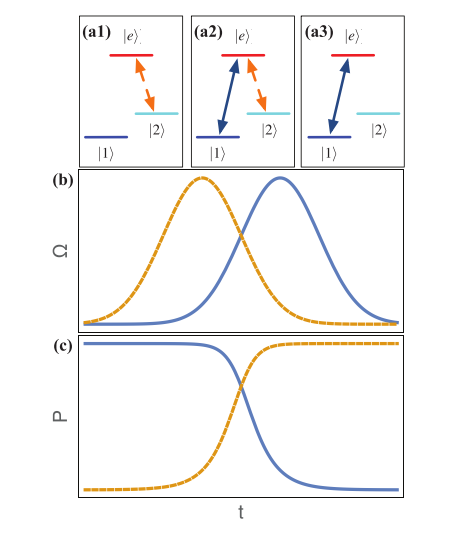 (a1) (a2) (a3)
|e⟩ |e⟩ |e⟩
|2⟩ |2⟩ |2⟩
|1⟩ |1⟩ |1⟩
(b)
Ω
(c)
P
t